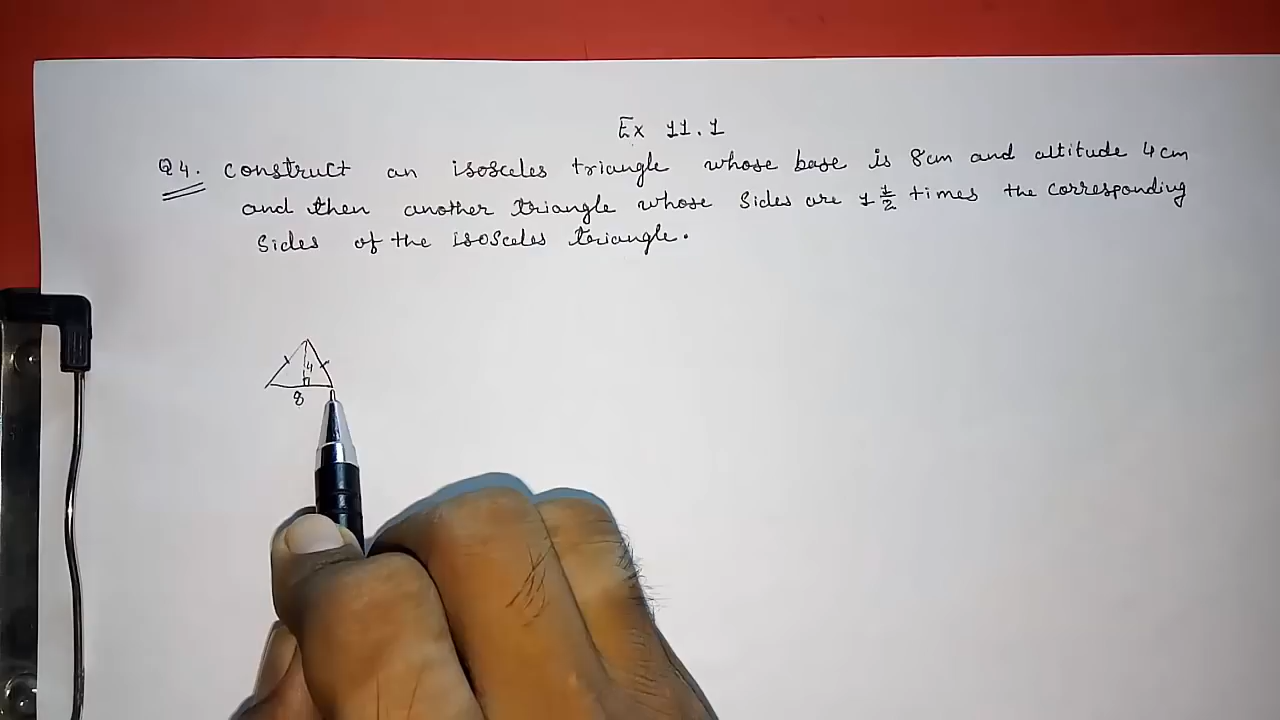 Ex 11.1
Q4. Construct an isosceles triangle whose base is 8cm and altitude 4cm
and then another triangle whose sides are 1 1/2 times the corresponding
sides of the isosceles triangle.
4
8